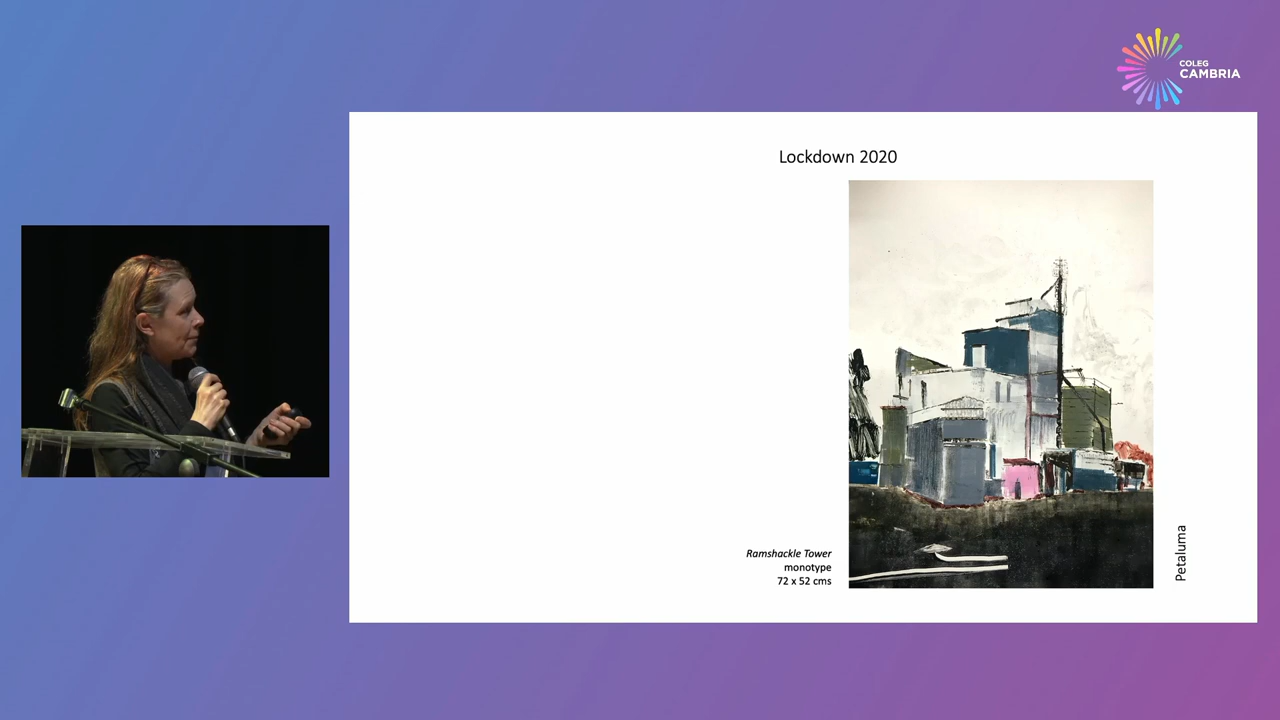 COLEG
CAMBRIA
Lockdown 2020
Ramshackle Tower
monotype
72 x 52 cms
Petaluma